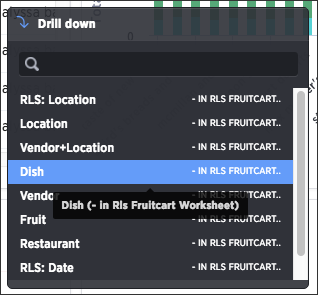 Drill down
RLS: Location - IN RLS FRUITCART..
Location - IN RLS FRUITCART..
Vendor+Location - IN RLS FRUITCART..
Dish - IN RLS FRUITCART..
Vendor - IN RLS FRUITCART..
Dish (- in Rls Fruitcart Worksheet)
Fruit - IN RLS FRUITCART..
Restaurant - IN RLS FRUITCART..
RLS: Date - IN RLS FRUITCART..
0